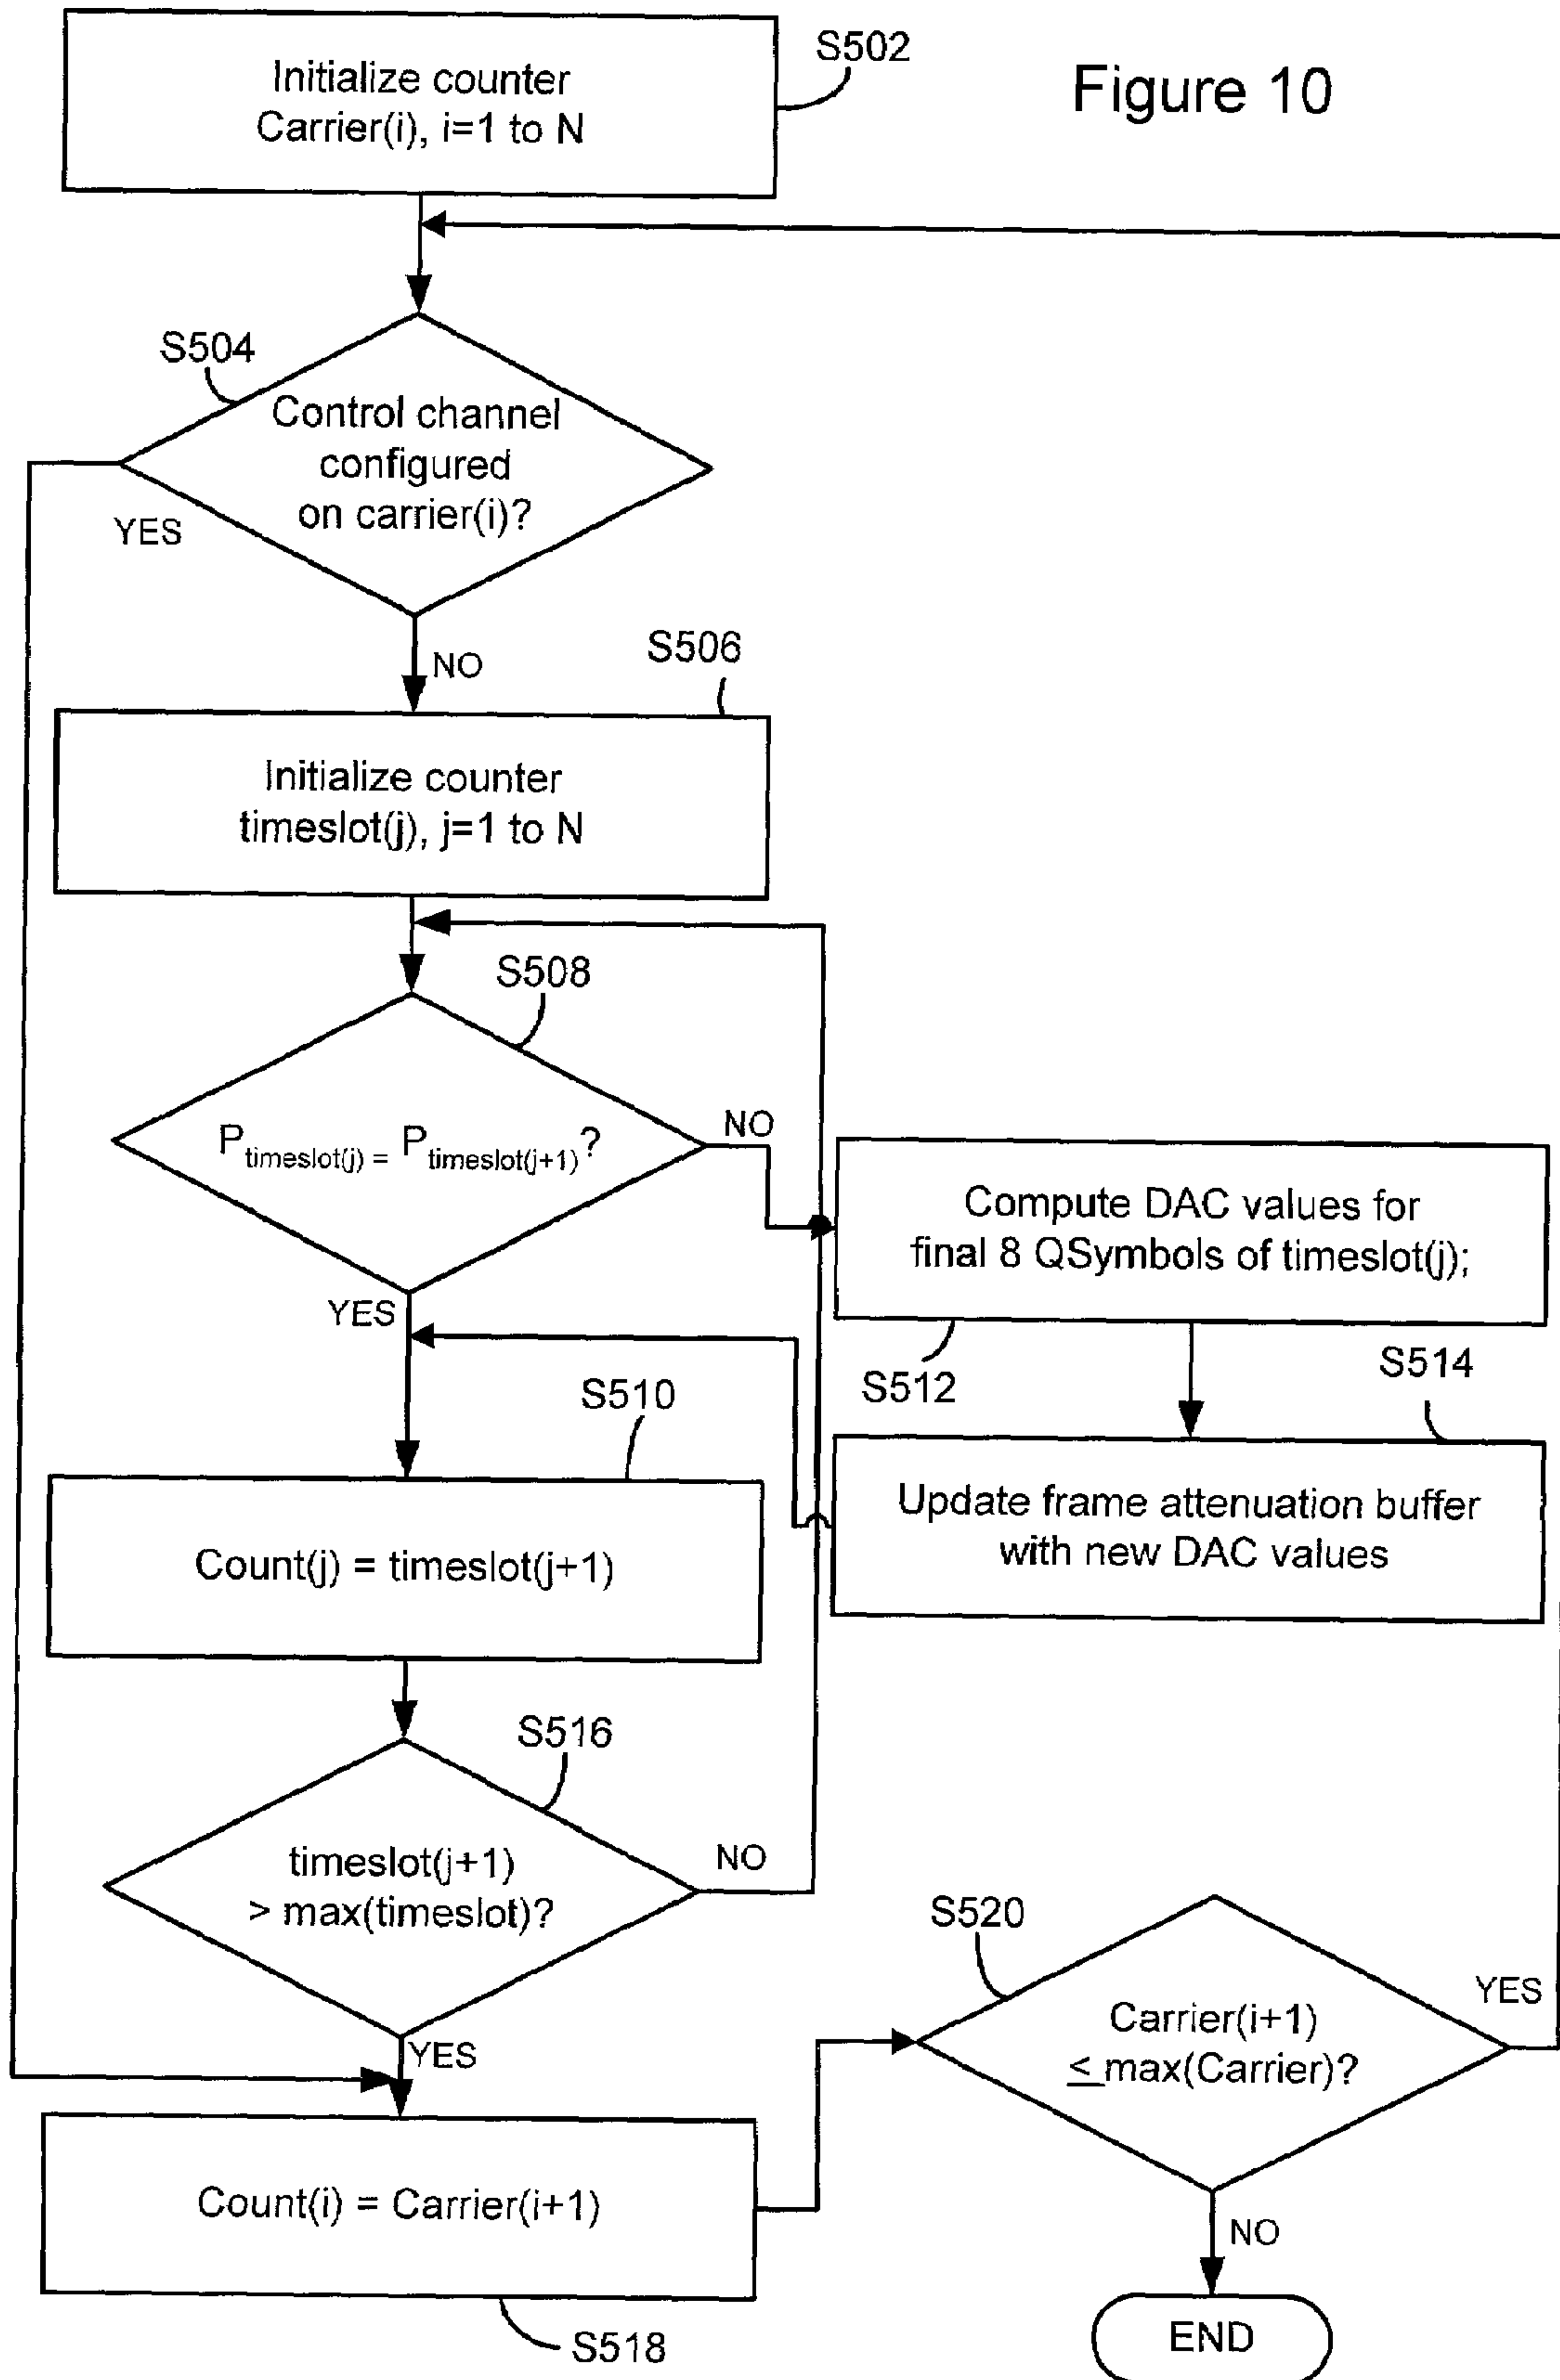 S502
Figure 10
Initialize counter
Carrier(i), i=1 to N
S504
Control channel
configured
on carrier(i)?
YES
NO
S506
Initialize counter
timeslot(j), j=1 to N
S508
P timeslot(j) = P timeslot(j+1)?
NO
YES
Compute DAC values for
final 8 QSymbols of timeslot(j);
S512
S514
S510
Update frame attenuation buffer
with new DAC values
Count(j) = timeslot(j+1)
S516
timeslot(j+1)
> max(timeslot)?
NO
YES
S520
Carrier(i+1)
≤ max(Carrier)?
YES
Count(i) = Carrier(i+1)
NO
S518
END